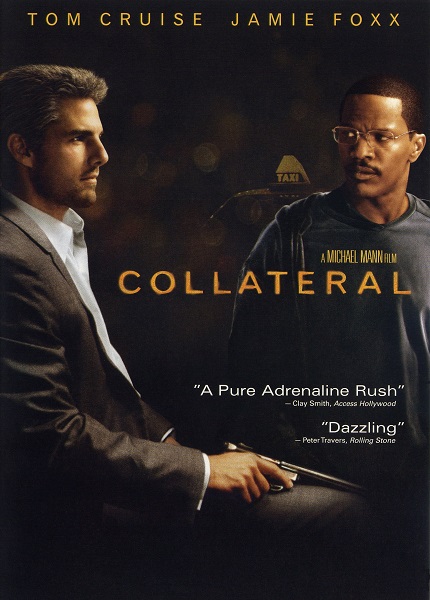 TOM CRUISE JAMIE FOXX
TAXI
A MICHAEL MANN FILM
COLLATERAL
"A Pure Adrenaline Rush"
—Clay Smith, Access Hollywood
"Dazzling"
—Peter Travers, Rolling Stone